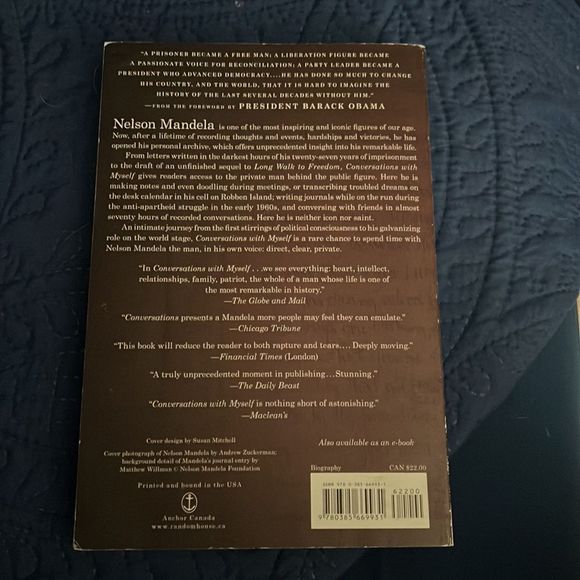 "A PRISONER BECAME A FREE MAN; A LIBERATION FIGURE BECAME
A PASSIONATE VOICE FOR RECONCILIATION; A PARTY LEADER BECAME A
PRESIDENT WHO ADVANCED DEMOCRACY....HE HAS DONE SO MUCH TO CHANGE
HIS COUNTRY, AND THE WORLD, THAT IT IS HARD TO IMAGINE THE
HISTORY OF THE LAST SEVERAL DECADES WITHOUT HIM."
—FROM THE FOREWORD BY PRESIDENT BARACK OBAMA
Nelson Mandela is one of the most inspiring and iconic figures of our age.
Now, after a lifetime of recording thoughts and events, hardships and victories, he has
opened his personal archive, which offers unprecedented insight into his remarkable life.
From letters written in the darkest hours of his twenty-seven years of imprisonment
to the draft of an unfinished sequel to Long Walk to Freedom, Conversations with
Myself gives readers access to the private man behind the public figure. Here he is
making notes and even doodling during meetings, or transcribing troubled dreams on
the desk calendar in his cell on Robben Island; writing journals while on the run during
the anti-apartheid struggle in the early 1960s, and conversing with friends in almost
seventy hours of recorded conversations. Here he is neither icon nor saint.
An intimate journey from the first stirrings of political consciousness to his galvanizing
role on the world stage, Conversations with Myself is a rare chance to spend time with
Nelson Mandela the man, in his own voice: direct, clear, private.
"In Conversations with Myself . . .we see everything: heart, intellect,
relationships, family, patriot, the whole of a man whose life is one of
the most remarkable in history."
—The Globe and Mail
"Conversations presents a Mandela more people may feel they can emulate."
—Chicago Tribune
"This book will reduce the reader to both rapture and tears.... Deeply moving."
—Financial Times (London)
"A truly unprecedented moment in publishing...Stunning."
—The Daily Beast
"Conversations with Myself is nothing short of astonishing."
—Maclean's
Cover design by Susan Mitchell
Also available as an e-book
Cover photograph of Nelson Mandela by Andrew Zuckerman;
background detail of Mandela's journal entry by
Matthew Willman © Nelson Mandela Foundation
Biography CAN $22.00
Printed and bound in the USA
ISBN 978-0-385-66993-1
62200
9 780385 669931
Anchor Canada
www.randomhouse.ca